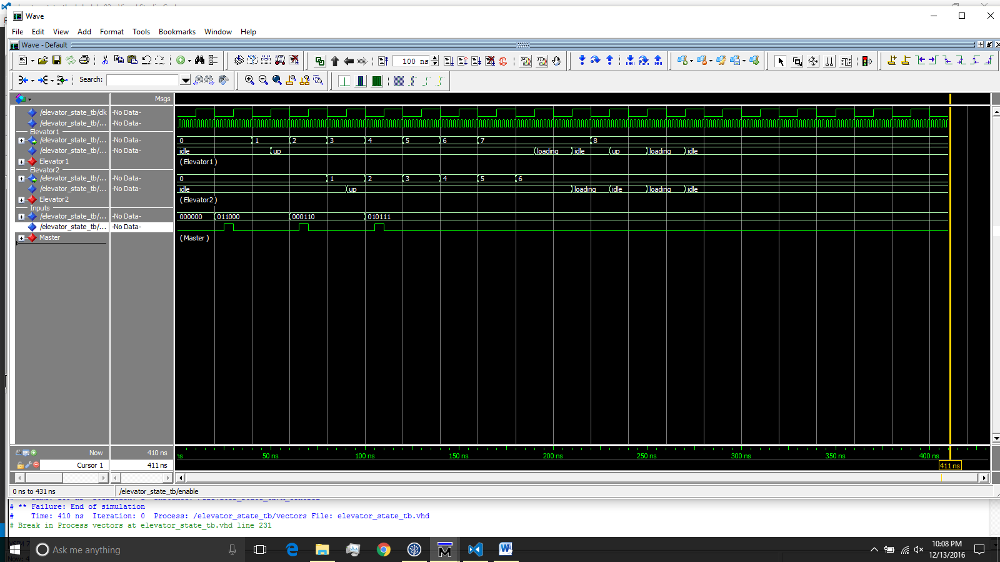 Wave
File Edit View Add Format Tools Bookmarks Window Help
Wave - Default
100 ns
Search:
Msgs
/elevator_state_tb/clk -No Data-
/elevator_state_tb/... -No Data-
Elevator1
/elevator_state_tb/... -No Data- 0 1 2 3 4 5 6 7 8
/elevator_state_tb/... -No Data- idle up loading idle up loading idle
Elevator1 (Elevator1)
Elevator2
/elevator_state_tb/... -No Data- 0 1 2 3 4 5 6
/elevator_state_tb/... -No Data- idle up loading idle loading idle
Elevator2 (Elevator2)
Inputs
/elevator_state_tb/... -No Data- 000000 011000 000110 010111
/elevator_state_tb/... -No Data-
Master (Master)
Now 410 ns ns 50 ns 100 ns 150 ns 200 ns 250 ns 300 ns 350 ns 400 ns
Cursor 1 411 ns 411 ns
0 ns to 431 ns /elevator_state_tb/enable
# ** Failure: End of simulation
# Time: 410 ns Iteration: 0 Process: /elevator_state_tb/vectors File: elevator_state_tb.vhd
# Break in Process vectors at elevator_state_tb.vhd line 231
Ask me anything
10:08 PM
12/13/2016